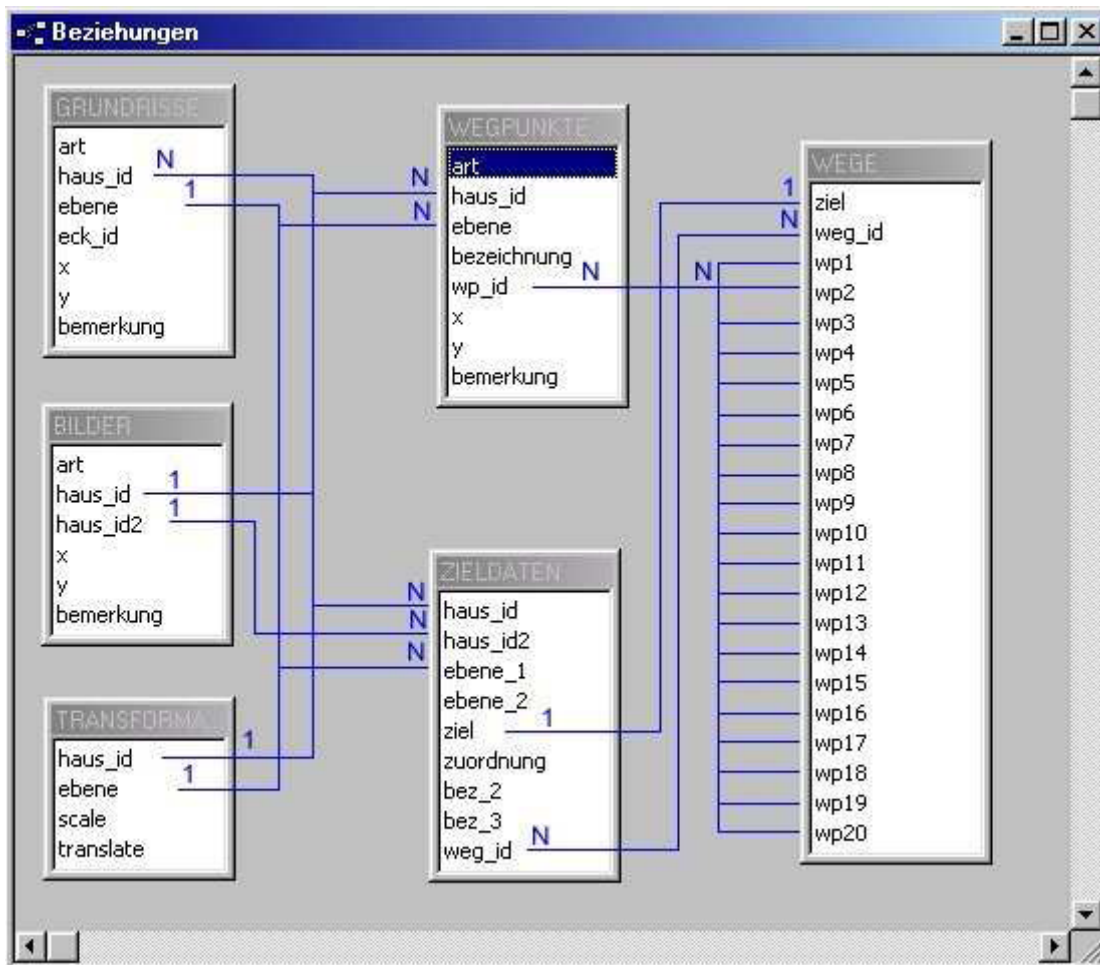 Beziehungen
GRUNDRISSE
art
haus_id N
ebene 1
eck_id
x
y
bemerkung
BILDER
art
haus_id 1
haus_id2 1
x
y
bemerkung
TRANSFORMA
haus_id 1
ebene 1
scale
translate
WEGPUNKTE
art
N haus_id
N ebene
bezeichnung
wp_id N
x
y
bemerkung
ZIELDATEN
N haus_id
N haus_id2
N ebene_1
ebene_2
ziel 1
zuordnung
bez_2
bez_3
weg_id N
WEGE
1 ziel
N weg_id
N wp1
wp2
wp3
wp4
wp5
wp6
wp7
wp8
wp9
wp10
wp11
wp12
wp13
wp14
wp15
wp16
wp17
wp18
wp19
wp20